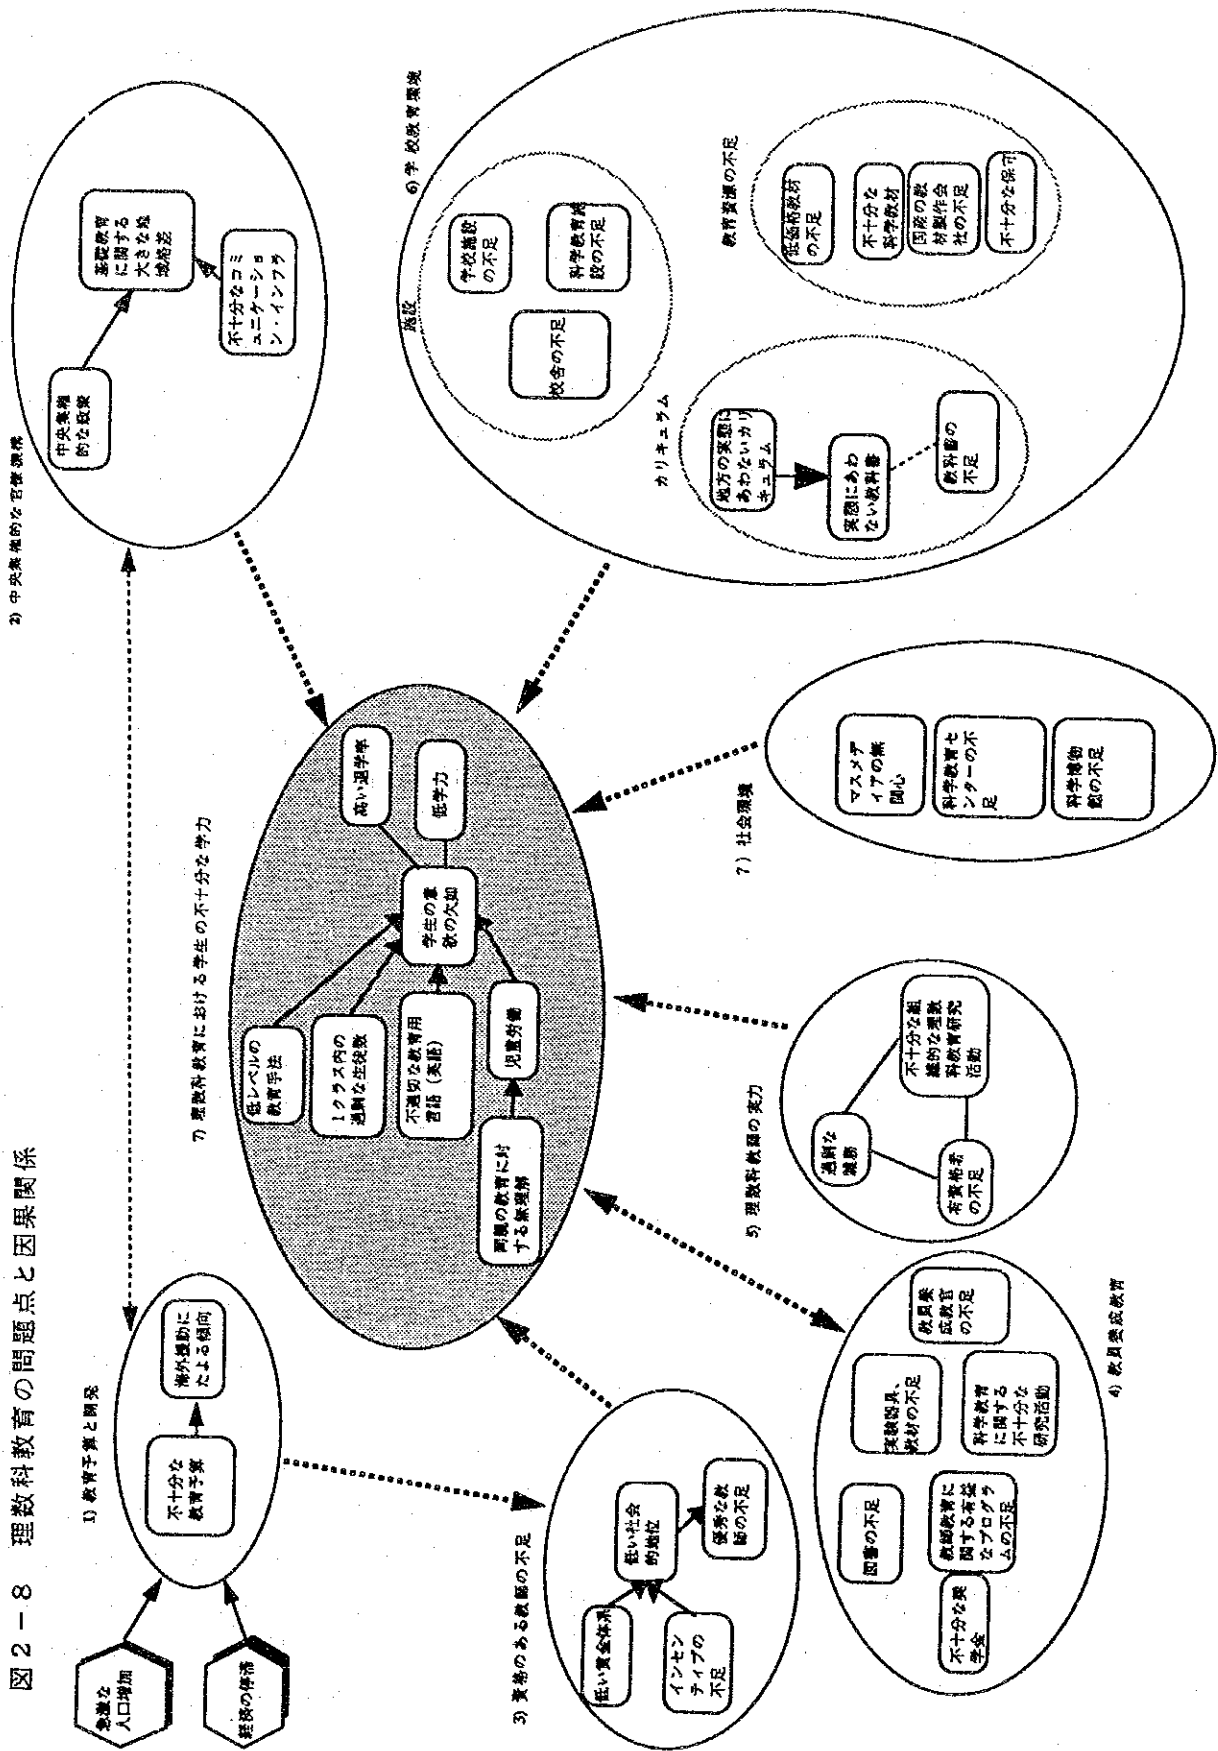 図2－8　理数科教育の問題点と因果関係
1) 教育予算と開発
急激な
人口増加
経済の停滞
不十分な
教育予算
海外援助に
たよる傾向
2) 中央集権的な官僚機構
中央集権
的な政策
基礎教育
に関する
大きな地
域格差
不十分なコミ
ュニケーショ
ン・インフラ
7) 理数科教育における学生の不十分な学力
低レベルの
教育手法
1クラス内の
過剰な生徒数
不適切な教育用
言語（英語）
両親の教育に対
する無理解
児童労働
学生の意
欲の欠如
高い退学率
低学力
6) 学校教育環境
施設
学校施設
の不足
科学教育施
設の不足
校舎の不足
カリキュラム
地方の実態に
あわないカリ
キュラム
実態にあわ
ない教科書
教科書の
不足
教育資源の不足
低価格教材
の不足
不十分な
科学教材
国産の教
材製作会
社の不足
不十分な保守
3) 資格のある教師の不足
低い賃金体系
インセン
ティブの
不足
低い社会
的地位
優秀な教
師の不足
4) 教員養成教育
図書の不足
実験器具、
教材の不足
教員養
成教官
の不足
不十分な奨
学金
教師教育に
関する有益
なプログラ
ムの不足
科学教育
に関する
不十分な
研究活動
5) 理数科教師の実力
過剰な
業務
有資格者
の不足
不十分な組
織的な理数
科教育研究
活動
7) 社会環境
マスメデ
ィアの無
関心
科学教育セ
ンターの不
足
科学博物
館の不足